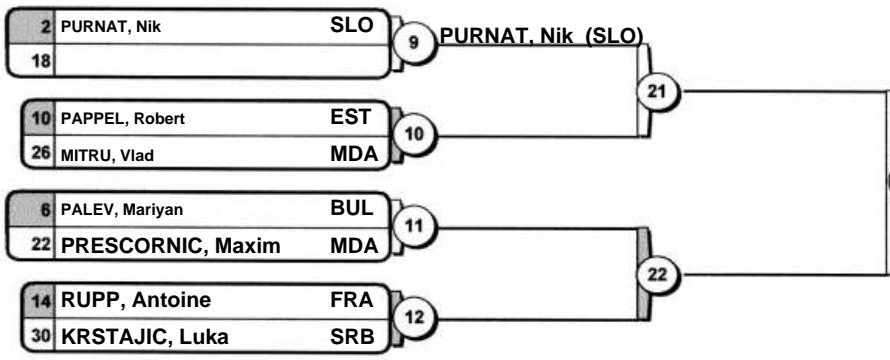 2 PURNAT, Nik SLO
18
9 PURNAT, Nik (SLO)
21
10 PAPPEL, Robert EST
26 MITRU, Vlad MDA
10
6 PALEV, Mariyan BUL
22 PRESCORNIC, Maxim MDA
11
22
14 RUPP, Antoine FRA
30 KRSTAJIC, Luka SRB
12